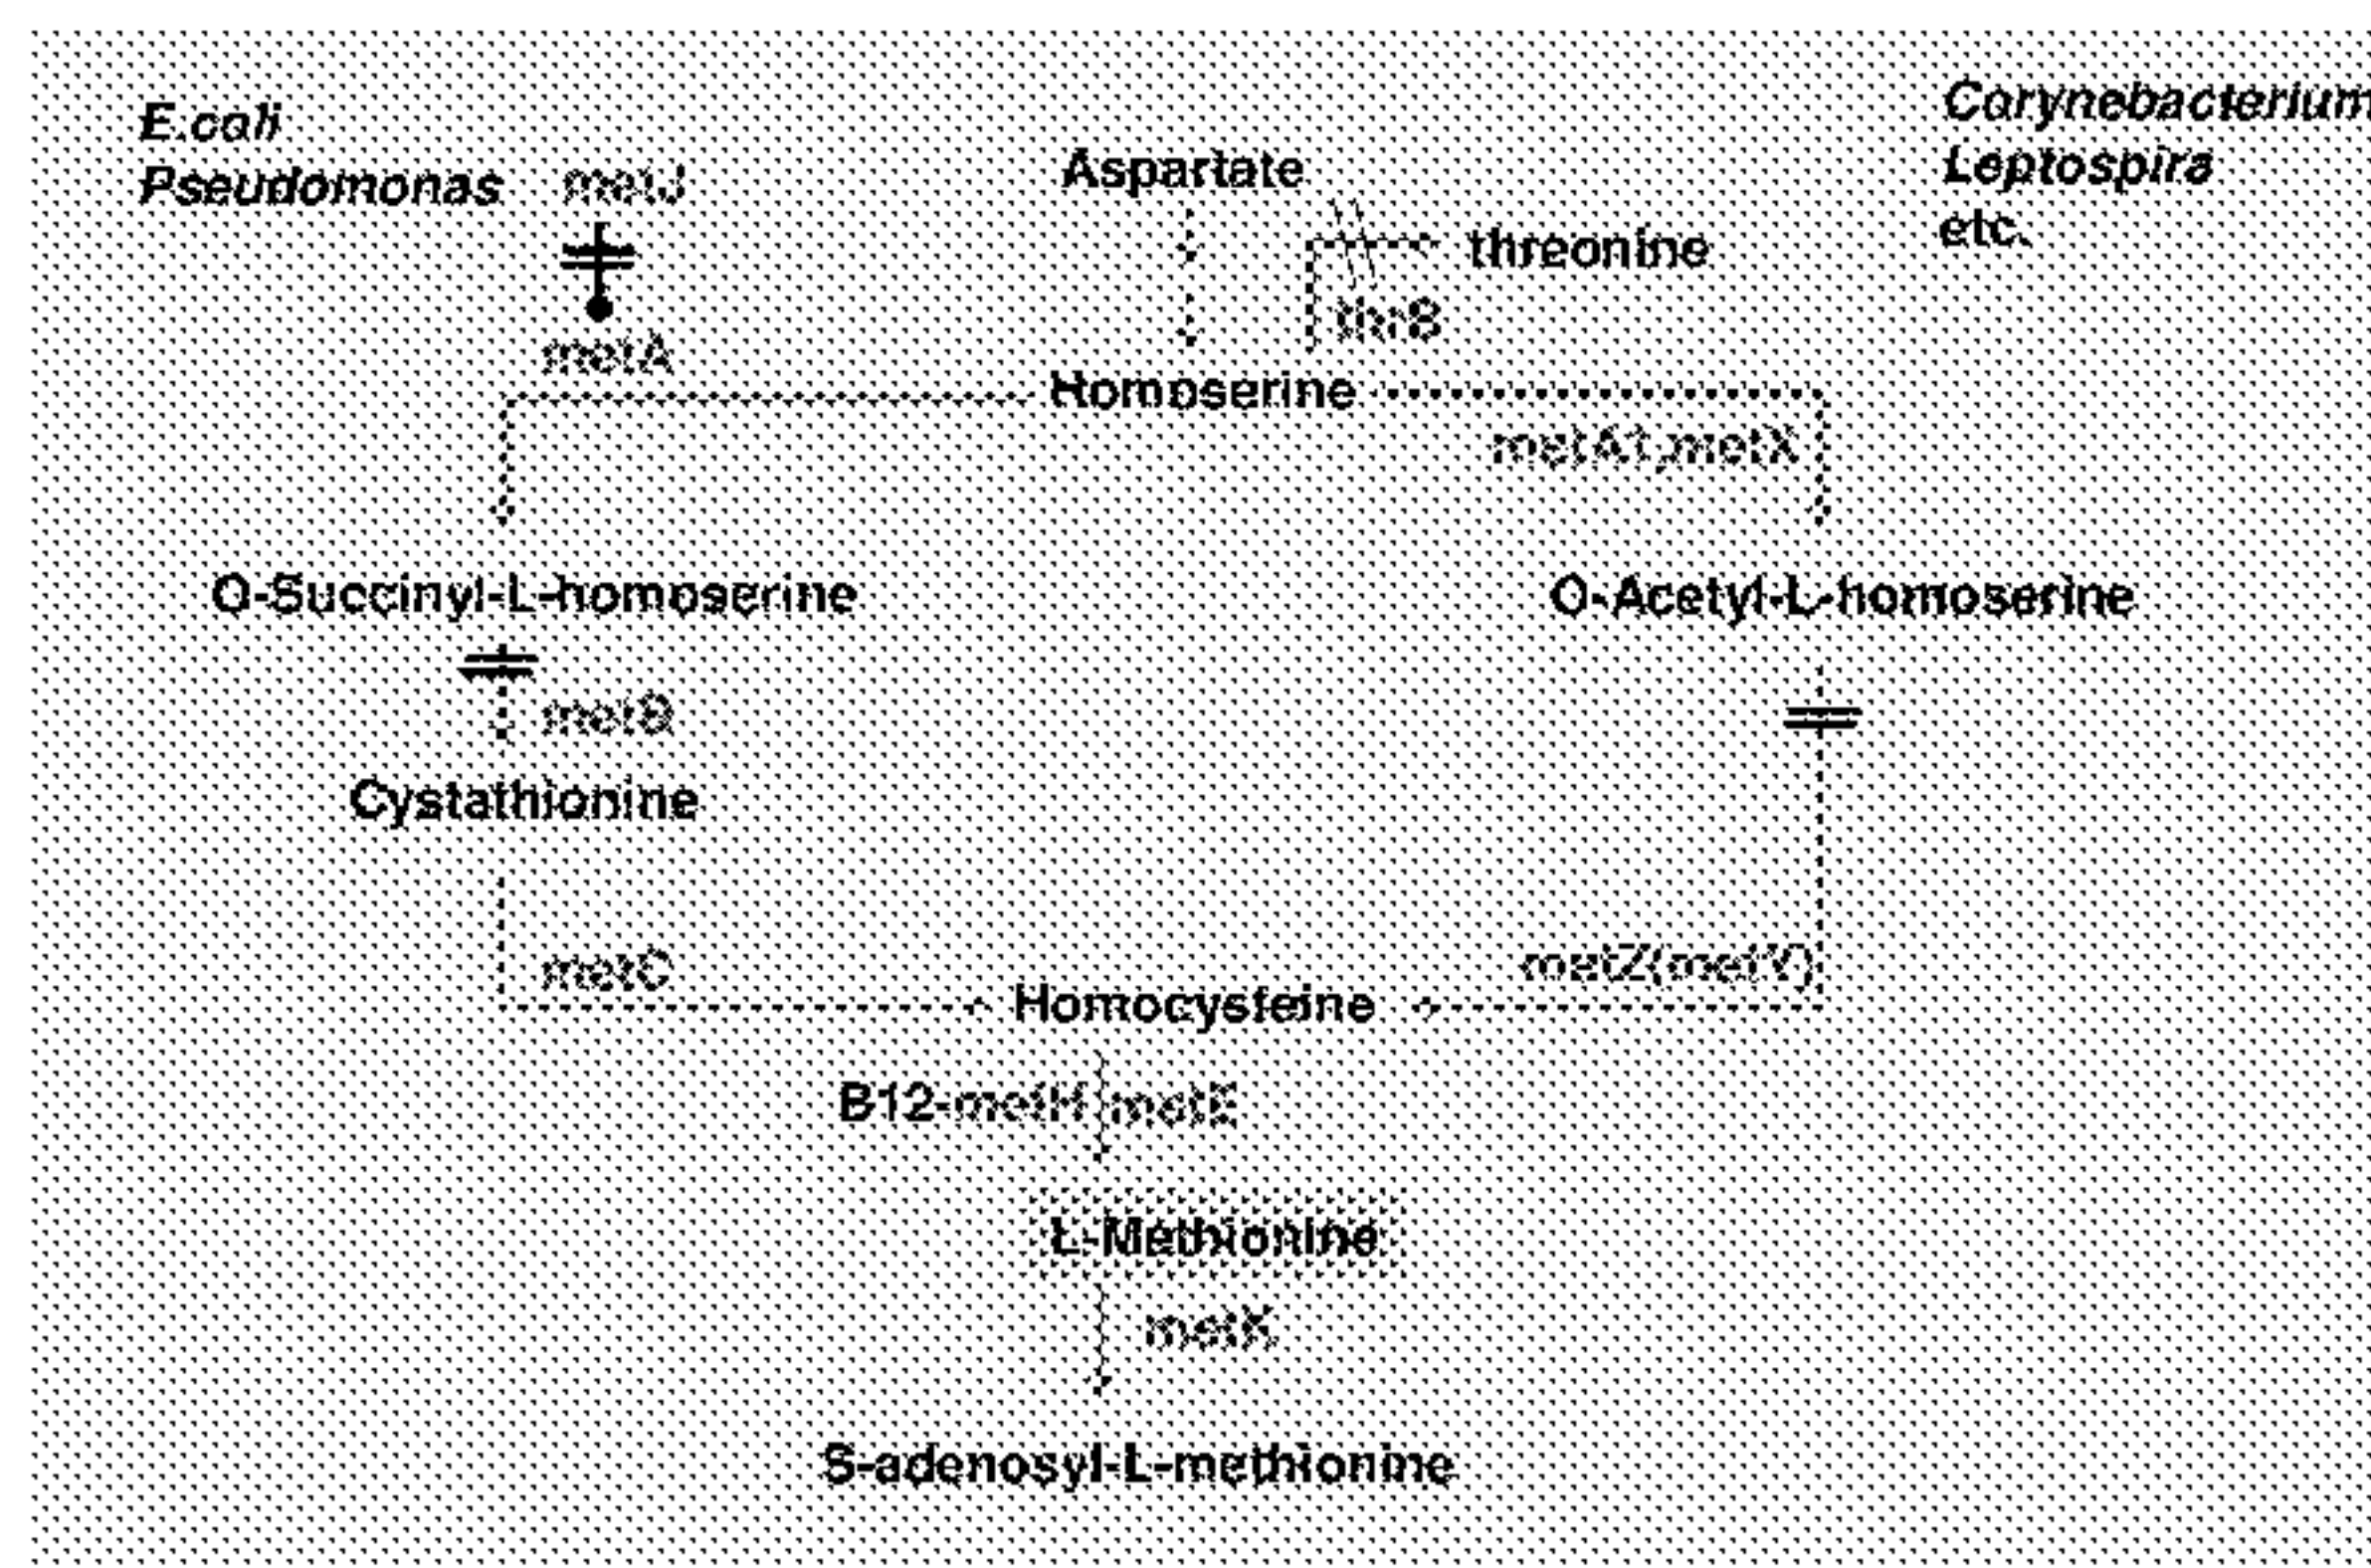 E.coli
Pseudomonas
metJ
metA
Aspartate
threonine
thrB
Corynebacterium
Leptospira
etc.
Homoserine
metA1,metX
O-Succinyl-L-homoserine
O-Acetyl-L-homoserine
metB
Cystathionine
metC
metZ(metY)
Homocysteine
B12-metH metE
L-Methionine
metK
S-adenosyl-L-methionine